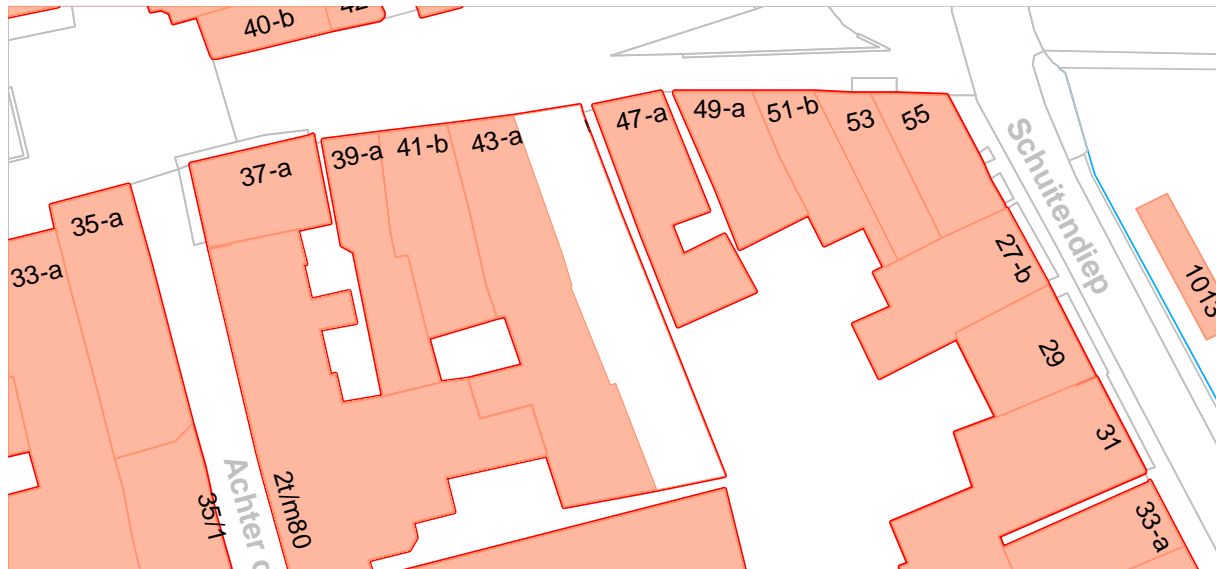 40-b
37-a
39-a
41-b
43-a
47-a
49-a
51-b
53
55
35-a
33-a
Schuitendiep
27-b
1013
29
31
33-a
35/1
Achter
2t/m80